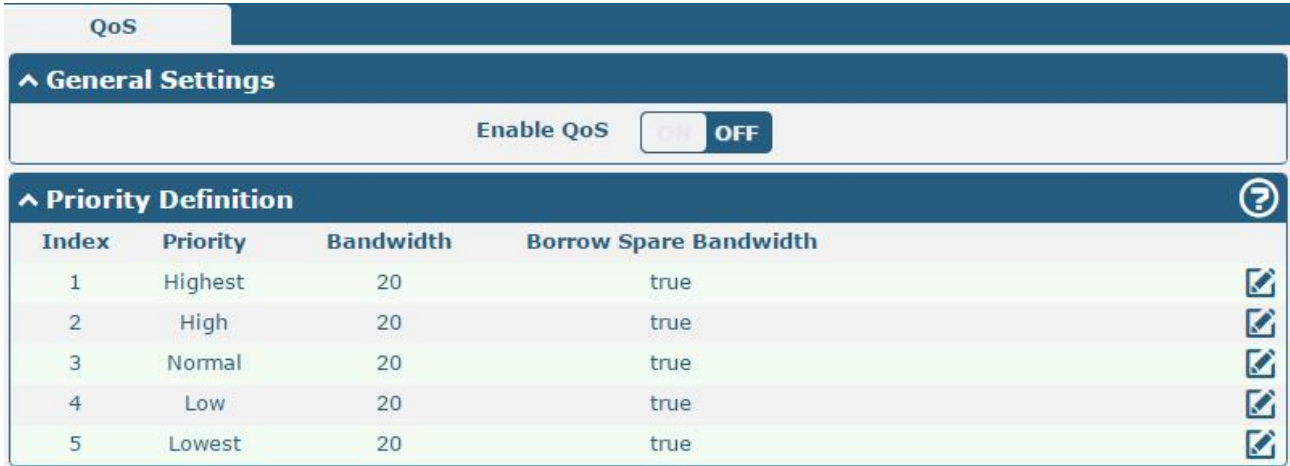 QoS
General Settings
Enable QoS ON OFF
Priority Definition ?
Index Priority Bandwidth Borrow Spare Bandwidth
1 Highest 20 true
2 High 20 true
3 Normal 20 true
4 Low 20 true
5 Lowest 20 true